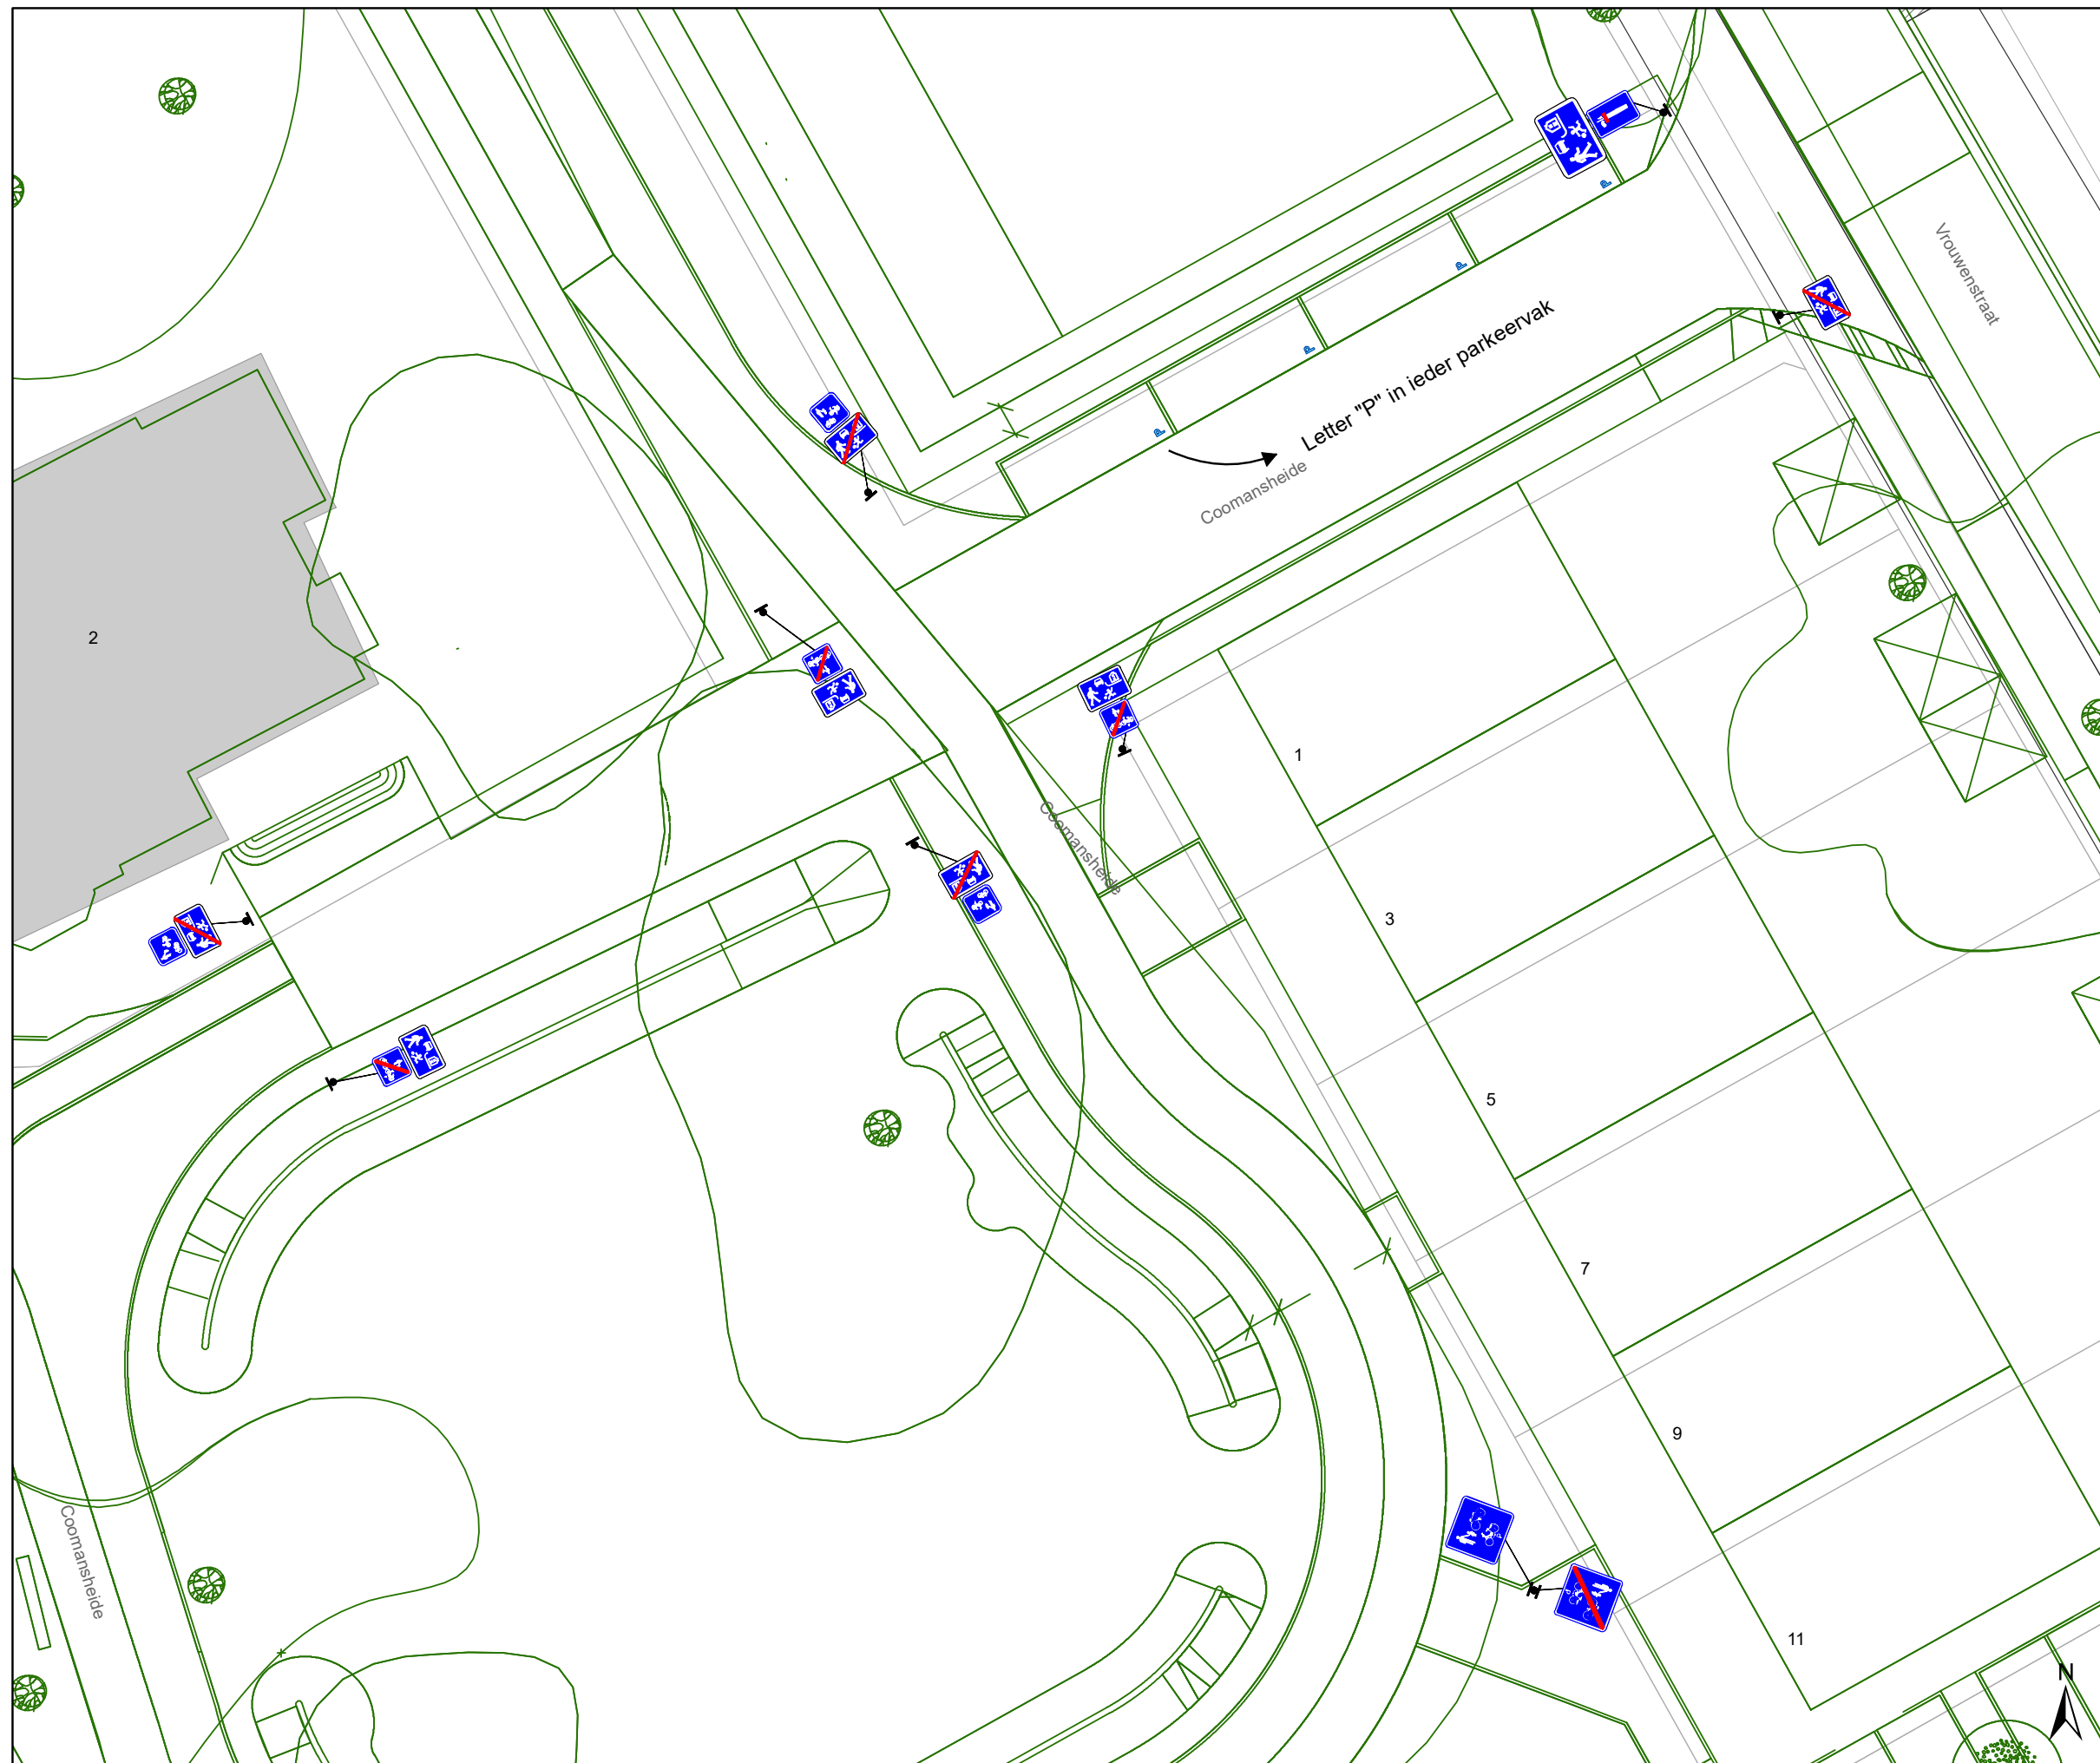 Vrouwenstraat
P
P
P
P
Letter "P" in ieder parkeervak
Coomansheide
2
1
Coomansheide
3
5
7
9
Coomansheide
11
N